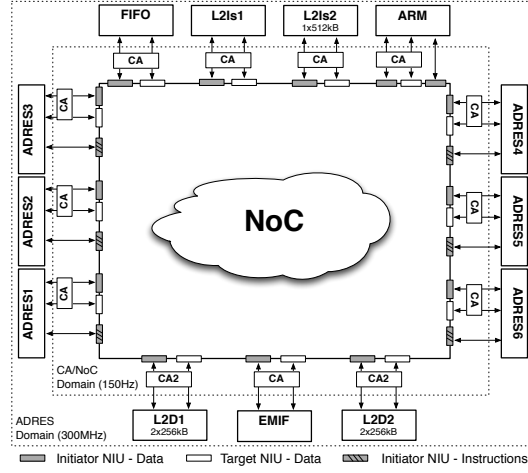 FIFO
L2Is1
L2Is2
1x512kB
ARM
CA
CA
CA
CA
ADRES3
CA
CA
ADRES4
ADRES2
CA
NoC
CA
ADRES5
ADRES1
CA
CA
ADRES6
CA/NoC
Domain (150Hz)
CA2
CA
CA2
ADRES
Domain (300MHz)
L2D1
2x256kB
EMIF
L2D2
2x256kB
Initiator NIU - Data
Target NIU - Data
Initiator NIU - Instructions